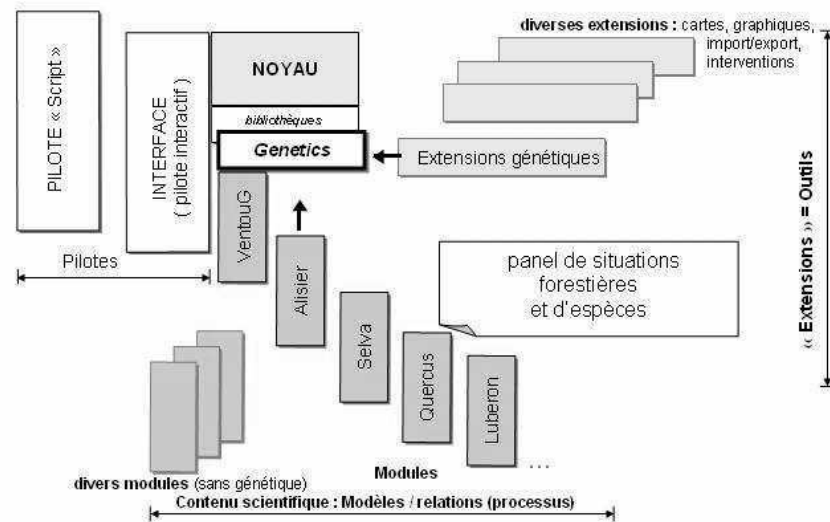 diverses extensions : cartes, graphiques,
import/export,
interventions
PILOTE « Script »
INTERFACE
( pilote interactif )
NOYAU
bibliothèques
Genetics
Extensions génétiques
VentouG
Alisier
Selva
Quercus
Luberon
...
Pilotes
panel de situations
forestières
et d'espèces
« Extensions » = Outils
divers modules (sans génétique)
Modules
Contenu scientifique : Modèles / relations (processus)